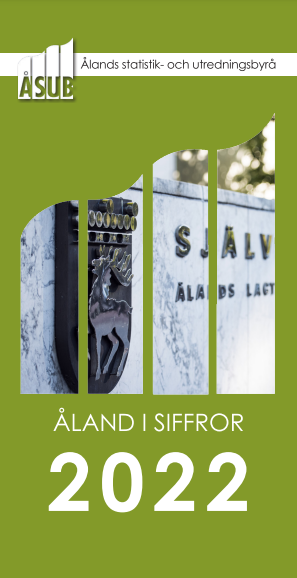 ÅSUB
Ålands statistik- och utredningsbyrå
SJÄLV
ÅLANDS LAGT
ÅLAND I SIFFROR
2022